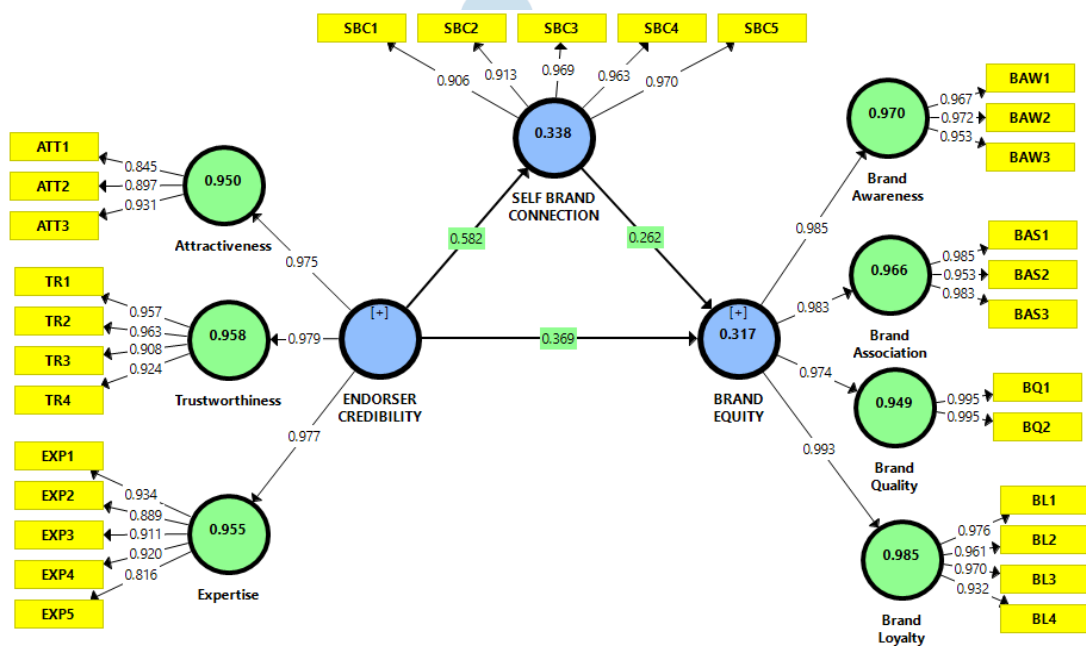 SBC1
SBC2
SBC3
SBC4
SBC5
0.906
0.913
0.969
0.963
0.970
0.338
SELF BRAND
CONNECTION
ATT1
ATT2
ATT3
0.845
0.897
0.931
0.950
Attractiveness
0.975
TR1
TR2
TR3
TR4
0.957
0.963
0.908
0.924
0.958
Trustworthiness
0.979
EXP1
EXP2
EXP3
EXP4
EXP5
0.934
0.889
0.911
0.920
0.816
0.955
Expertise
0.977
[+]
ENDORSER
CREDIBILITY
0.582
0.262
0.369
[+]
0.317
BRAND
EQUITY
0.985
0.983
0.974
0.993
0.970
Brand
Awareness
0.967
0.972
0.953
BAW1
BAW2
BAW3
0.966
Brand
Association
0.985
0.953
0.983
BAS1
BAS2
BAS3
0.949
Brand
Quality
0.995
0.995
BQ1
BQ2
0.985
Brand
Loyalty
0.976
0.961
0.970
0.932
BL1
BL2
BL3
BL4